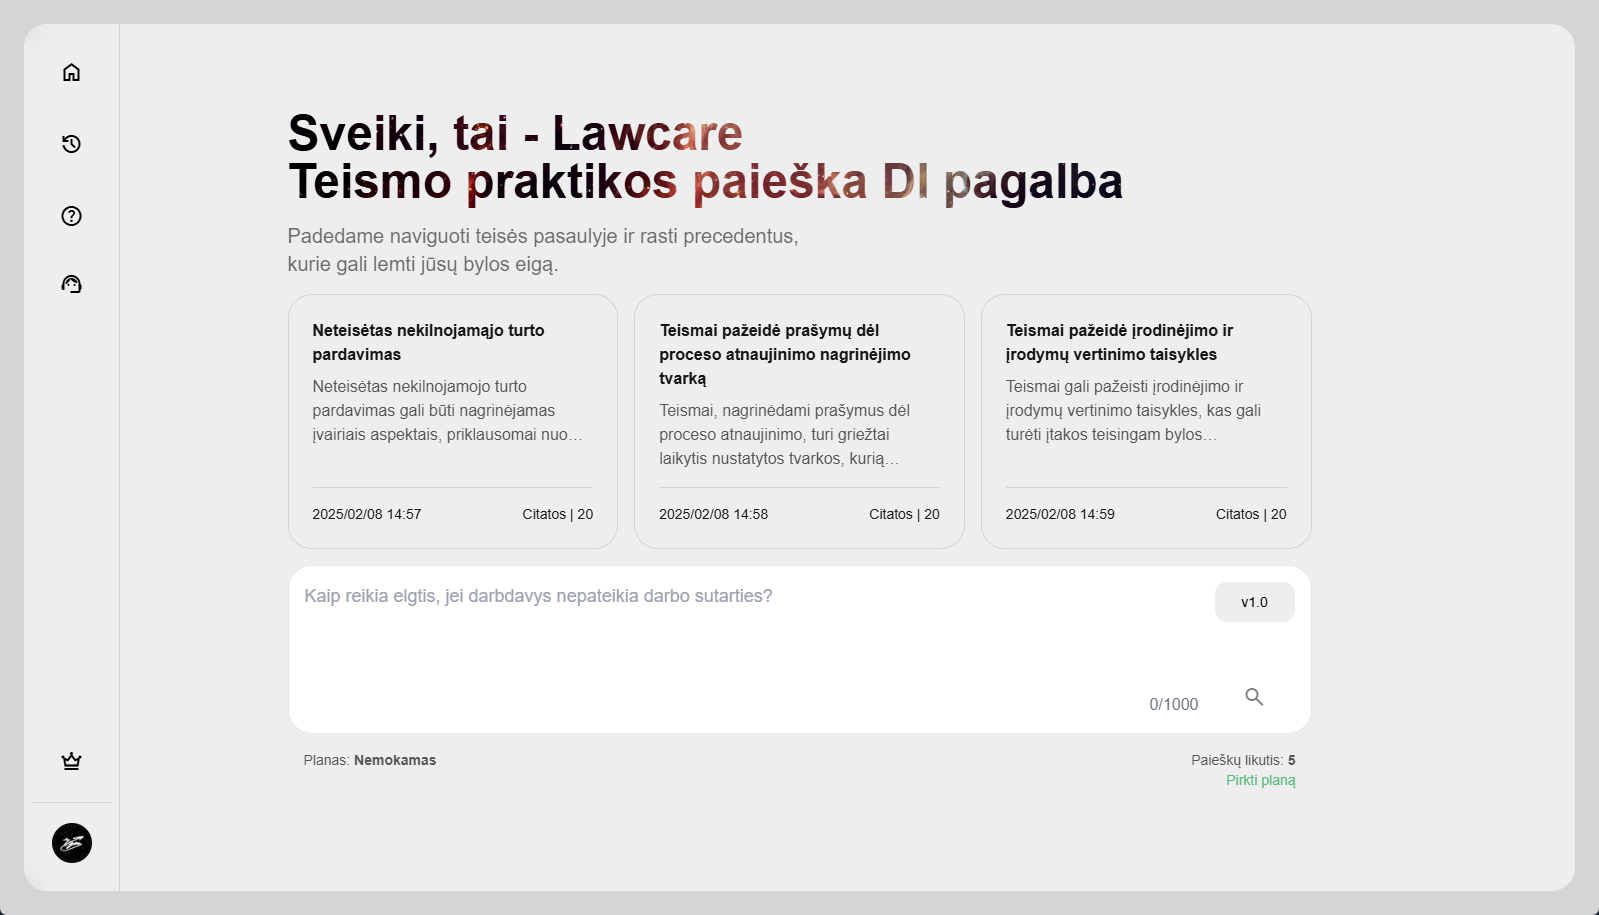 Sveiki, tai - Lawcare
Teismo praktikos paieška DI pagalba
Padedame naviguoti teisės pasaulyje ir rasti precedentus,
kurie gali lemti jūsų bylos eigą.
Neteisėtas nekilnojamąjo turto
pardavimas
Neteisėtas nekilnojamojo turto
pardavimas gali būti nagrinėjamas
įvairiais aspektais, priklausomai nuo…
2025/02/08 14:57
Citatos | 20
Teismai pažeidė prašymų dėl
proceso atnaujinimo nagrinėjimo
tvarką
Teismai, nagrinėdami prašymus dėl
proceso atnaujinimo, turi griežtai
laikytis nustatytos tvarkos, kurią…
2025/02/08 14:58
Citatos | 20
Teismai pažeidė įrodinėjimo ir
įrodymų vertinimo taisykles
Teismai gali pažeisti įrodinėjimo ir
įrodymų vertinimo taisykles, kas gali
turėti įtakos teisingam bylos…
2025/02/08 14:59
Citatos | 20
Kaip reikia elgtis, jei darbdavys nepateikia darbo sutarties?
v1.0
0/1000
Planas: Nemokamas
Paieškų likutis: 5
Pirkti planą